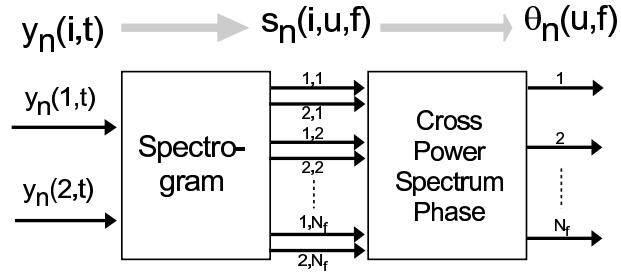 yn(i,t) sn(i,u,f) θn(u,f)
yn(1,t)
yn(2,t)
Spectro-
gram
1,1
2,1
1,2
2,2
1,Nf
2,Nf
Cross
Power
Spectrum
Phase
1
2
Nf